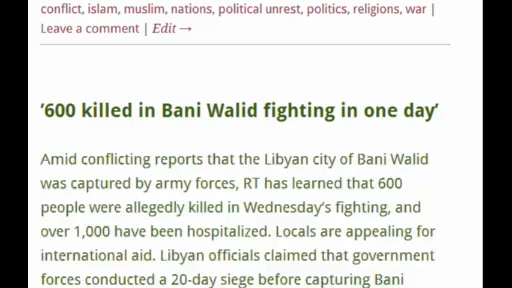 conflict, islam, muslim, nations, political unrest, politics, religions, war |
Leave a comment | Edit →
'600 killed in Bani Walid fighting in one day'
Amid conflicting reports that the Libyan city of Bani Walid
was captured by army forces, RT has learned that 600
people were allegedly killed in Wednesday's fighting, and
over 1,000 have been hospitalized. Locals are appealing for
international aid. Libyan officials claimed that government
forces conducted a 20-day siege before capturing Bani